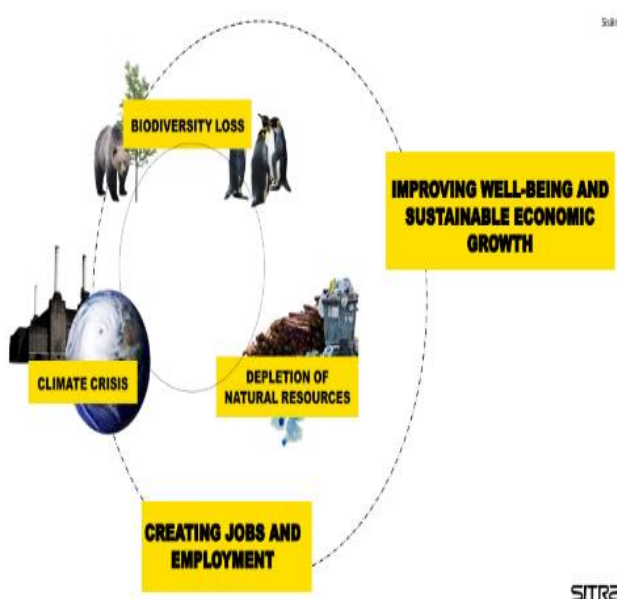 BIODIVERSITY LOSS
IMPROVING WELL-BEING AND
SUSTAINABLE ECONOMIC
GROWTH
CLIMATE CRISIS
DEPLETION OF
NATURAL RESOURCES
CREATING JOBS AND
EMPLOYMENT
SITRA